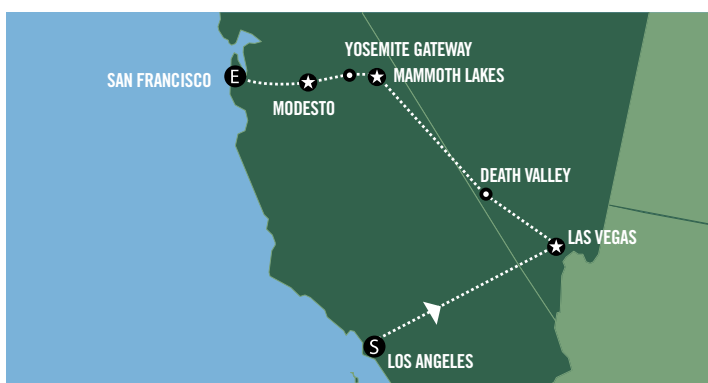 YOSEMITE GATEWAY
SAN FRANCISCO
E
MAMMOTH LAKES
MODESTO
DEATH VALLEY
LAS VEGAS
S
LOS ANGELES